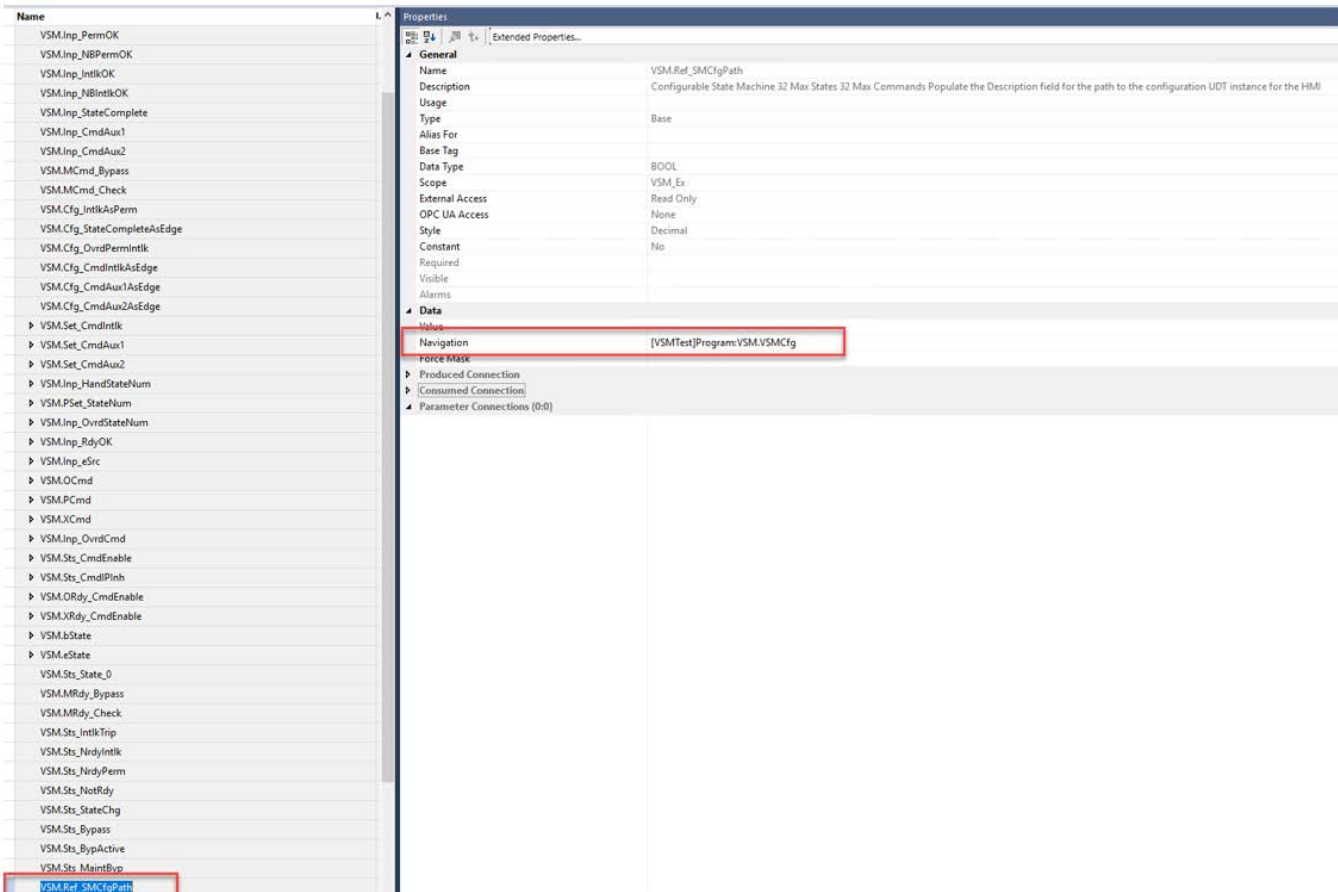 Name
VSM.Inp_PermOK
VSM.Inp_NBPermOK
VSM.Inp_IntlkOK
VSM.Inp_NBIntlkOK
VSM.Inp_StateComplete
VSM.Inp_CmdAux1
VSM.Inp_CmdAux2
VSM.MCmd_Bypass
VSM.MCmd_Check
VSM.Cfg_IntlkAsPerm
VSM.Cfg_StateCompleteAsEdge
VSM.Cfg_OvrdPermIntlk
VSM.Cfg_CmdIntlkAsEdge
VSM.Cfg_CmdAux1AsEdge
VSM.Cfg_CmdAux2AsEdge
VSM.Set_CmdIntlk
VSM.Set_CmdAux1
VSM.Set_CmdAux2
VSM.Inp_HandStateNum
VSM.PSet_StateNum
VSM.Inp_OvrdStateNum
VSM.Inp_RdyOK
VSM.Inp_eSrc
VSM.OCmd
VSM.PCmd
VSM.XCmd
VSM.Inp_OvrdCmd
VSM.Sts_CmdEnable
VSM.Sts_CmdIPInh
VSM.ORdy_CmdEnable
VSM.XRdy_CmdEnable
VSM.bState
VSM.eState
VSM.Sts_State_0
VSM.MRdy_Bypass
VSM.MRdy_Check
VSM.Sts_IntlkTrip
VSM.Sts_NrdyIntlk
VSM.Sts_NrdyPerm
VSM.Sts_NotRdy
VSM.Sts_StateChg
VSM.Sts_Bypass
VSM.Sts_BypActive
VSM.Sts_MaintByp
VSM.Ref_SMCfgPath
Properties
Extended Properties...
General
Name VSM.Ref_SMCfgPath
Description Configurable State Machine 32 Max States 32 Max Commands Populate the Description field for the path to the configuration UDT instance for the HMI
Usage
Type Base
Alias For
Base Tag
Data Type BOOL
Scope VSM_Ex
External Access Read Only
OPC UA Access None
Style Decimal
Constant No
Required
Visible
Alarms
Data
Value
Navigation [VSMTest]Program:VSM.VSMCfg
Force Mask
Produced Connection
Consumed Connection
Parameter Connections {0:0}